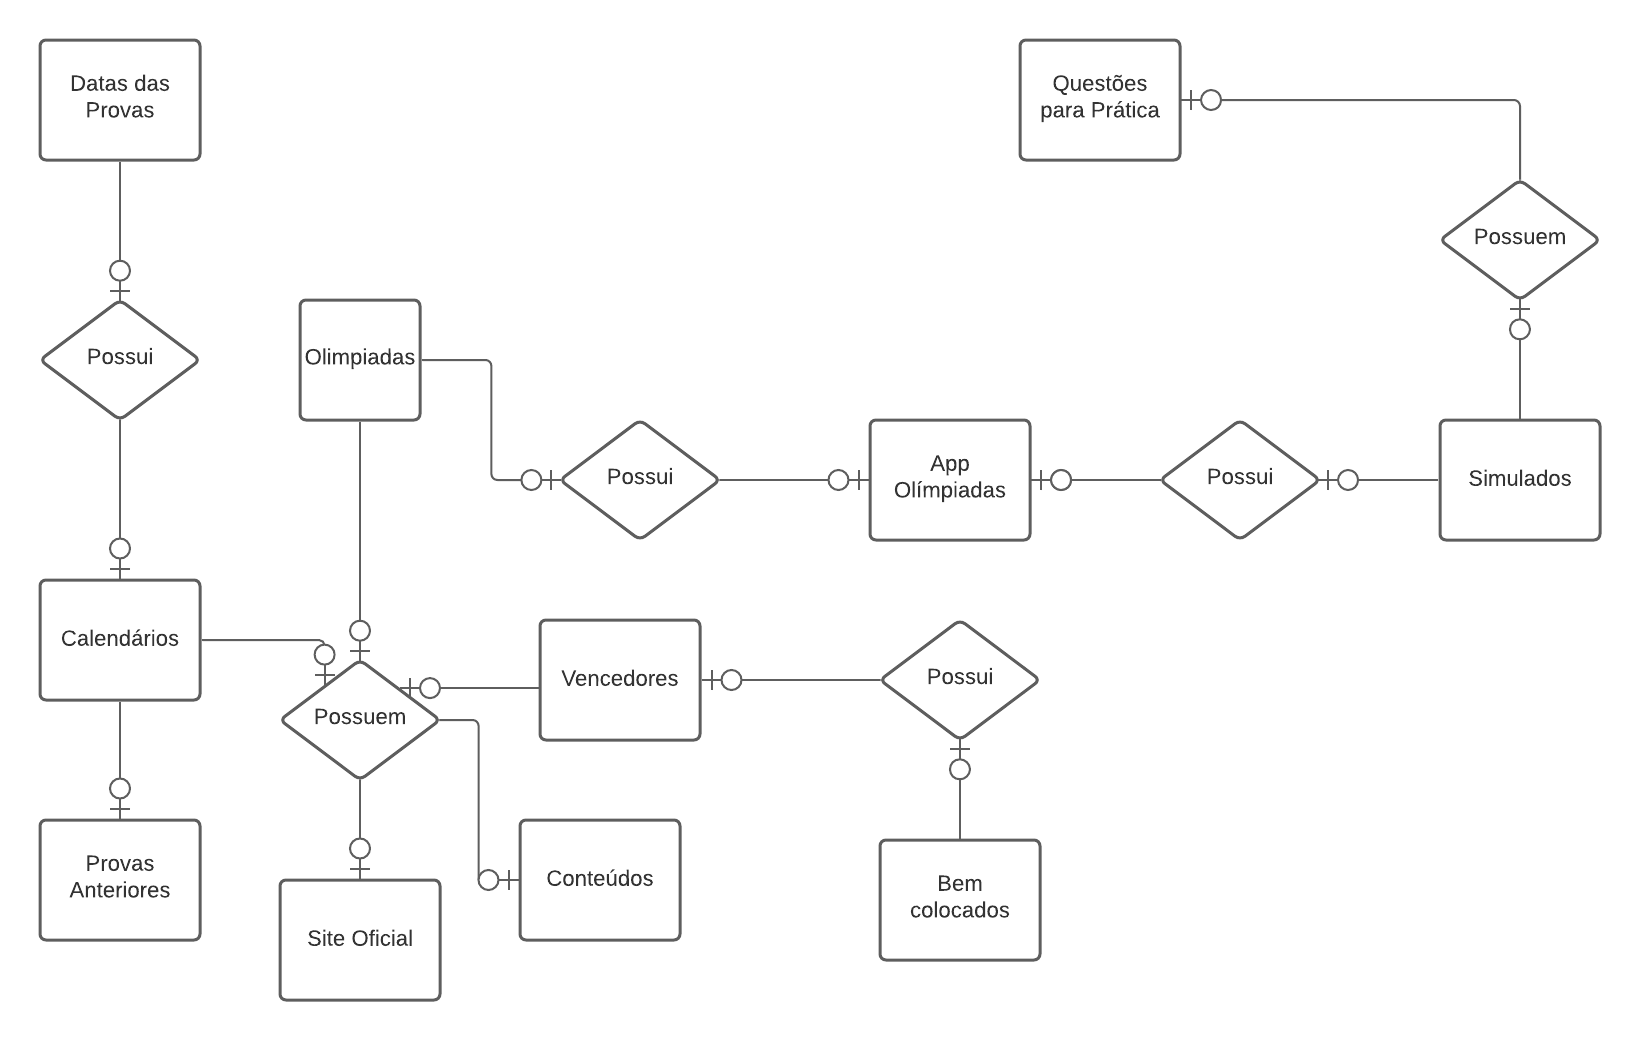 Datas das
Provas
Questões
para Prática
Possuem
Possui
Olimpiadas
Possui
App
Olímpiadas
Possui
Simulados
Calendários
Vencedores
Possui
Possuem
Provas
Anteriores
Conteúdos
Bem
colocados
Site Oficial